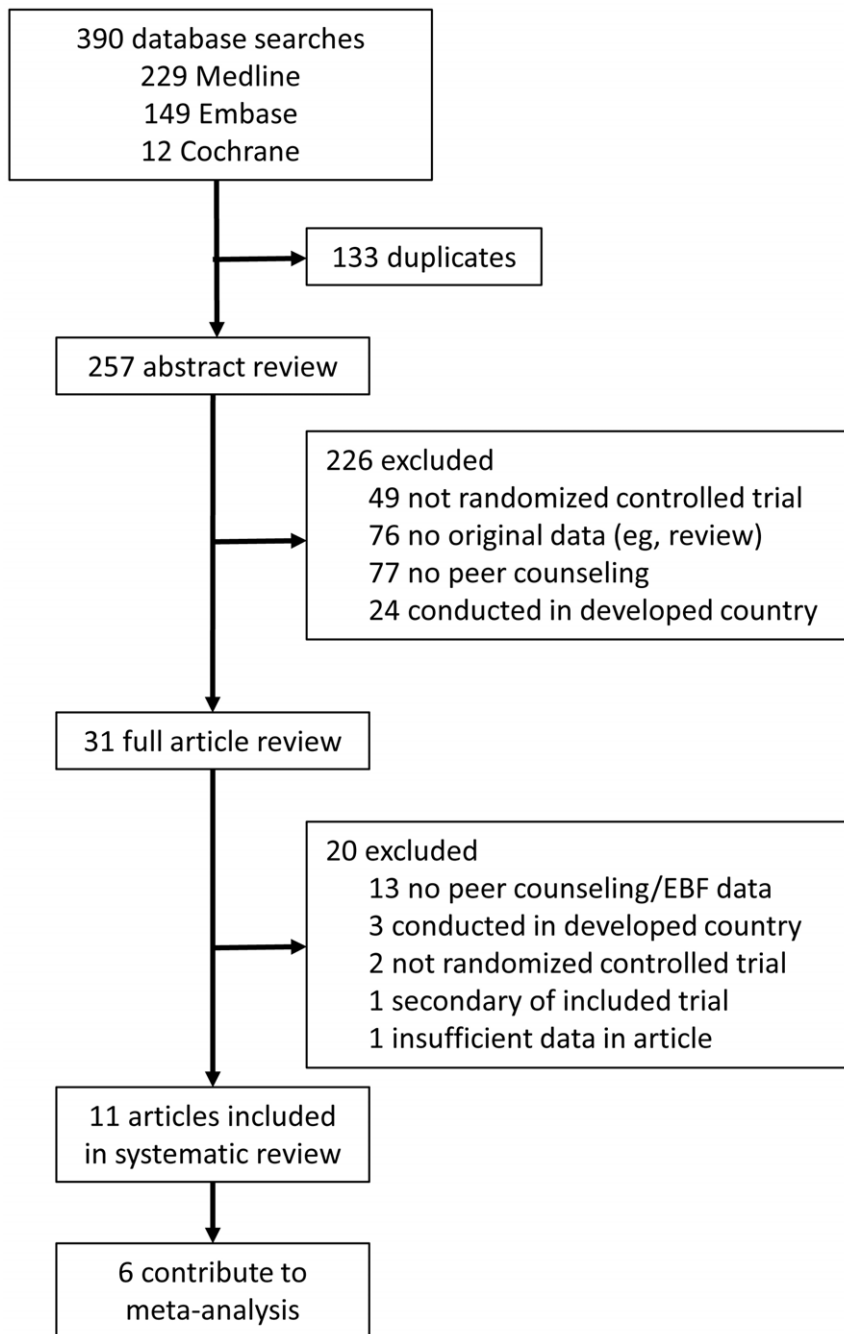 390 database searches
229 Medline
149 Embase
12 Cochrane
133 duplicates
257 abstract review
226 excluded
49 not randomized controlled trial
76 no original data (eg, review)
77 no peer counseling
24 conducted in developed country
31 full article review
20 excluded
13 no peer counseling/EBF data
3 conducted in developed country
2 not randomized controlled trial
1 secondary of included trial
1 insufficient data in article
11 articles included
in systematic review
6 contribute to
meta-analysis